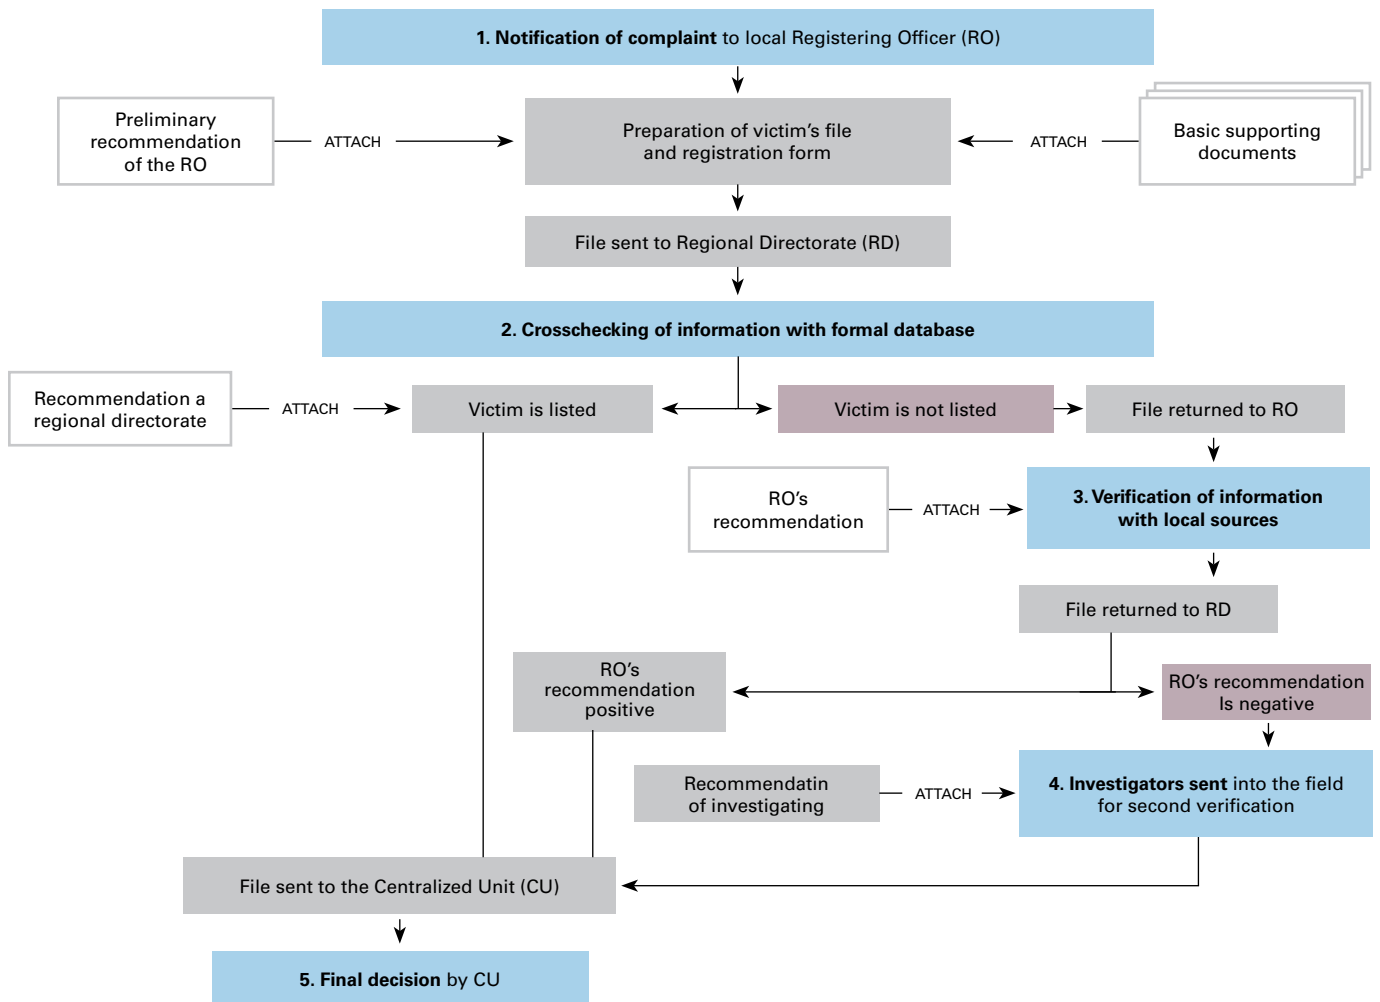 1. Notification of complaint to local Registering Officer (RO)
Preliminary
recommendation
of the RO
ATTACH
Preparation of victim's file
and registration form
ATTACH
Basic supporting
documents
File sent to Regional Directorate (RD)
2. Crosschecking of information with formal database
Recommendation a
regional directorate
ATTACH
Victim is listed
Victim is not listed
File returned to RO
RO's
recommendation
ATTACH
3. Verification of information
with local sources
File returned to RD
RO's
recommendation
positive
RO's recommendation
Is negative
Recommendatin
of investigating
ATTACH
4. Investigators sent into the field
for second verification
File sent to the Centralized Unit (CU)
5. Final decision by CU